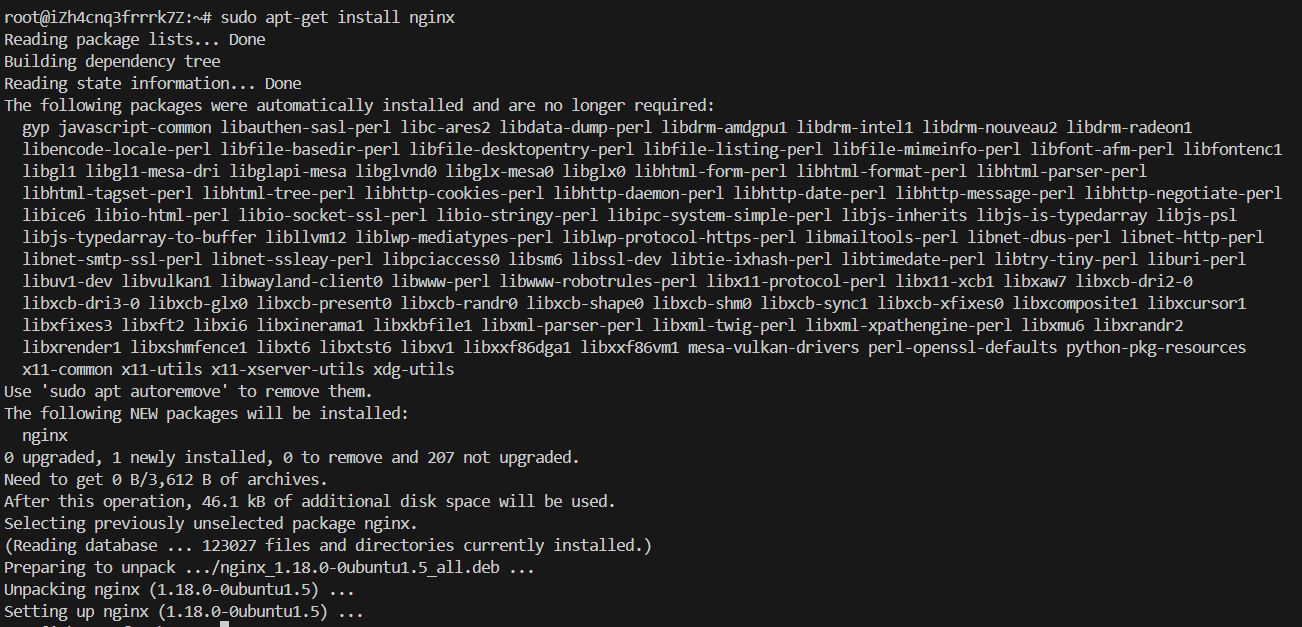 root@iZh4cnq3frrrk7Z:~# sudo apt-get install nginx
Reading package lists... Done
Building dependency tree
Reading state information... Done
The following packages were automatically installed and are no longer required:
  gyp javascript-common libauthen-sasl-perl libc-ares2 libdata-dump-perl libdrm-amdgpu1 libdrm-intel1 libdrm-nouveau2 libdrm-radeon1
  libencode-locale-perl libfile-basedir-perl libfile-desktopentry-perl libfile-listing-perl libfile-mimeinfo-perl libfont-afm-perl libfontenc1
  libgl1 libgl1-mesa-dri libglapi-mesa libglvnd0 libglx-mesa0 libglx0 libhtml-form-perl libhtml-format-perl libhtml-parser-perl
  libhtml-tagset-perl libhtml-tree-perl libhttp-cookies-perl libhttp-daemon-perl libhttp-date-perl libhttp-message-perl libhttp-negotiate-perl
  libice6 libio-html-perl libio-socket-ssl-perl libio-stringy-perl libipc-system-simple-perl libjs-inherits libjs-is-typedarray libjs-psl
  libjs-typedarray-to-buffer libllvm12 liblwp-mediatypes-perl liblwp-protocol-https-perl libmailtools-perl libnet-dbus-perl libnet-http-perl
  libnet-smtp-ssl-perl libnet-ssleay-perl libpciaccess0 libsm6 libssl-dev libtie-ixhash-perl libtimedate-perl libtry-tiny-perl liburi-perl
  libuv1-dev libvulkan1 libwayland-client0 libwww-perl libwww-robotrules-perl libx11-protocol-perl libx11-xcb1 libxaw7 libxcb-dri2-0
  libxcb-dri3-0 libxcb-glx0 libxcb-present0 libxcb-randr0 libxcb-shape0 libxcb-shm0 libxcb-sync1 libxcb-xfixes0 libxcomposite1 libxcursor1
  libxfixes3 libxft2 libxi6 libxinerama1 libxkbfile1 libxml-parser-perl libxml-twig-perl libxml-xpathengine-perl libxmu6 libxrandr2
  libxrender1 libxshmfence1 libxt6 libxtst6 libxv1 libxxf86dga1 libxxf86vm1 mesa-vulkan-drivers perl-openssl-defaults python-pkg-resources
  x11-common x11-utils x11-xserver-utils xdg-utils
Use 'sudo apt autoremove' to remove them.
The following NEW packages will be installed:
  nginx
0 upgraded, 1 newly installed, 0 to remove and 207 not upgraded.
Need to get 0 B/3,612 B of archives.
After this operation, 46.1 kB of additional disk space will be used.
Selecting previously unselected package nginx.
(Reading database ... 123027 files and directories currently installed.)
Preparing to unpack .../nginx_1.18.0-0ubuntu1.5_all.deb ...
Unpacking nginx (1.18.0-0ubuntu1.5) ...
Setting up nginx (1.18.0-0ubuntu1.5) ...